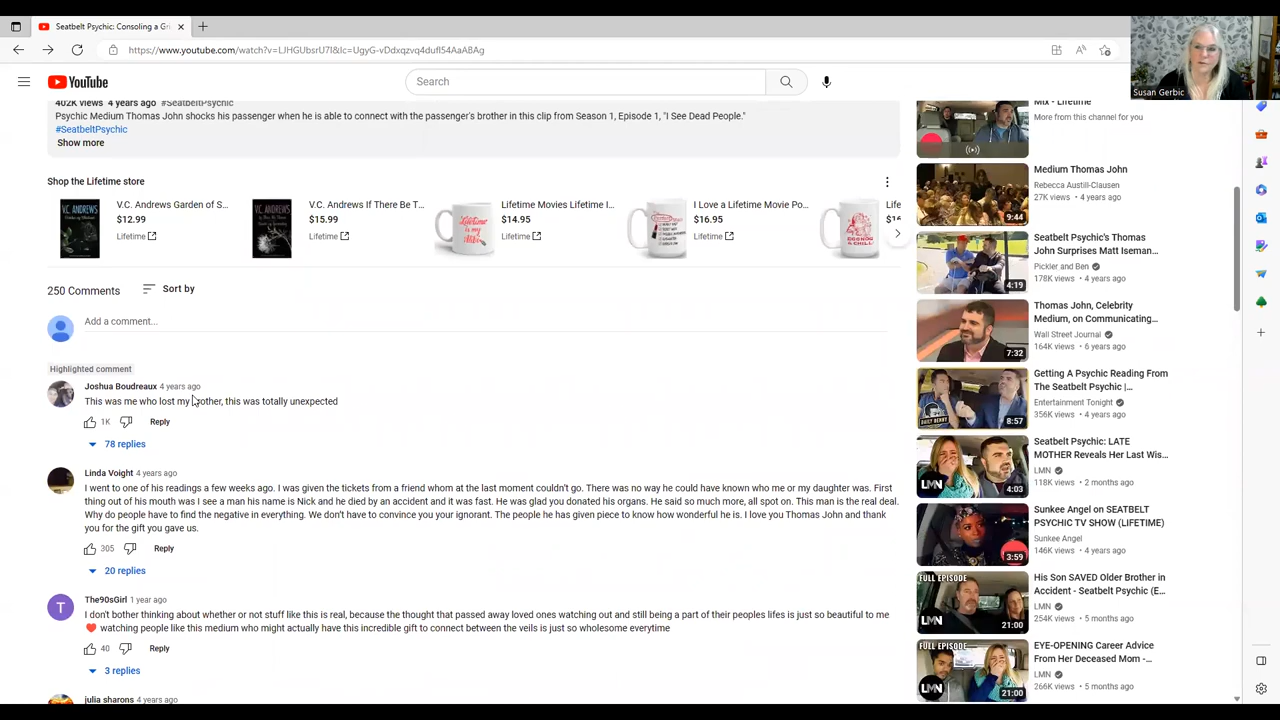 Seatbelt Psychic: Consoling a Gri
https://www.youtube.com/watch?v=LJHGUbsrU7I&lc=UgyG-vDdxqzvq4dufl54AaABAg
Susan Gerbic
YouTube
Search
402K views 4 years ago #SeatbeltPsychic
Psychic Medium Thomas John shocks his passenger when he is able to connect with the passenger's brother in this clip from Season 1, Episode 1, "I See Dead People."
#SeatbeltPsychic
Show more
Shop the Lifetime store
V.C. Andrews Garden of S...
$12.99
Lifetime
V.C. Andrews If There Be T...
$15.99
Lifetime
Lifetime Movies Lifetime i...
$14.95
Lifetime
I Love a Lifetime Movie Po...
$16.95
Lifetime
Life
$16
Life
250 Comments
Sort by
Add a comment...
Highlighted comment
Joshua Boudreaux 4 years ago
This was me who lost my brother, this was totally unexpected
1K
Reply
78 replies
Linda Voight 4 years ago
I went to one of his readings a few weeks ago. I was given the tickets from a friend whom at the last moment couldn't go. There was no way he could have known who me or my daughter was. First
thing out of his mouth was I see a man his name is Nick and he died by an accident and it was fast. He was glad you donated his organs. He said so much more, all spot on. This man is the real deal.
Why do people have to find the negative in everything. We don't have to convince you your ignorant. The people he has given piece to know how wonderful he is. I love you Thomas John and thank
you for the gift you gave us.
305
Reply
20 replies
T
The90sGirl 1 year ago
I don't bother thinking about whether or not stuff like this is real, because the thought that passed away loved ones watching out and still being a part of their peoples lifes is just so beautiful to me
watching people like this medium who might actually have this incredible gift to connect between the veils is just so wholesome everytime
40
Reply
3 replies
julia sharons 4 years ago
Mix - Lifetime
More from this channel for you
Medium Thomas John
Rebecca Austill-Clausen
27K views • 4 years ago
9:44
Seatbelt Psychic's Thomas
John Surprises Matt Iseman...
Pickler and Ben
178K views • 4 years ago
4:19
Thomas John, Celebrity
Medium, on Communicating...
Wall Street Journal
164K views • 6 years ago
7:32
Getting A Psychic Reading From
The Seatbelt Psychic |...
Entertainment Tonight
356K views • 4 years ago
8:57
Seatbelt Psychic: LATE
MOTHER Reveals Her Last Wis...
LMN
118K views • 2 months ago
LMN
4:03
Sunkee Angel on SEATBELT
PSYCHIC TV SHOW (LIFETIME)
Sunkee Angel
146K views • 4 years ago
3:59
FULL EPISODE
His Son SAVED Older Brother in
Accident - Seatbelt Psychic (E...
LMN
254K views • 5 months ago
LMN
21:00
FULL EPISODE
EYE-OPENING Career Advice
From Her Deceased Mom -...
LMN
266K views • 5 months ago
LMN
21:00